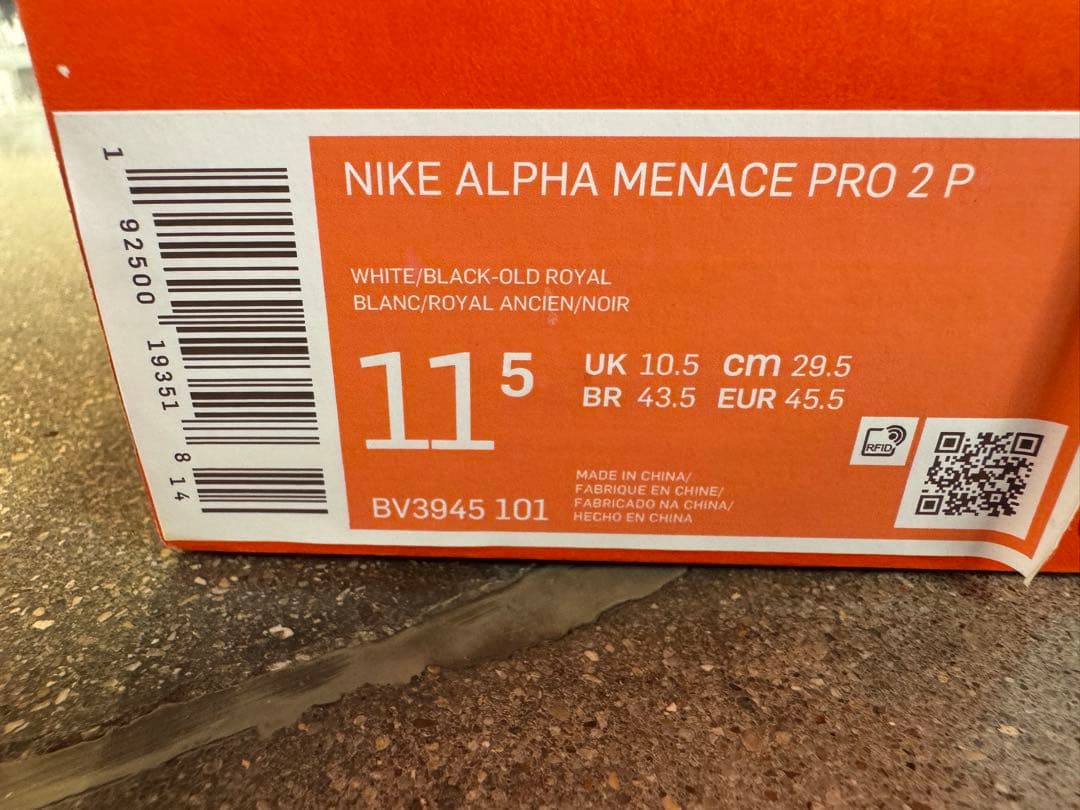 NIKE ALPHA MENACE PRO 2 P
WHITE/BLACK-OLD ROYAL
BLANC/ROYAL ANCIEN/NOIR
11 5
UK 10.5 cm 29.5
BR 43.5 EUR 45.5
RFID
BV3945 101
MADE IN CHINA/
FABRIQUE EN CHINE/
FABRICADO NA CHINA/
HECHO EN CHINA
1 92500 19351 8 14